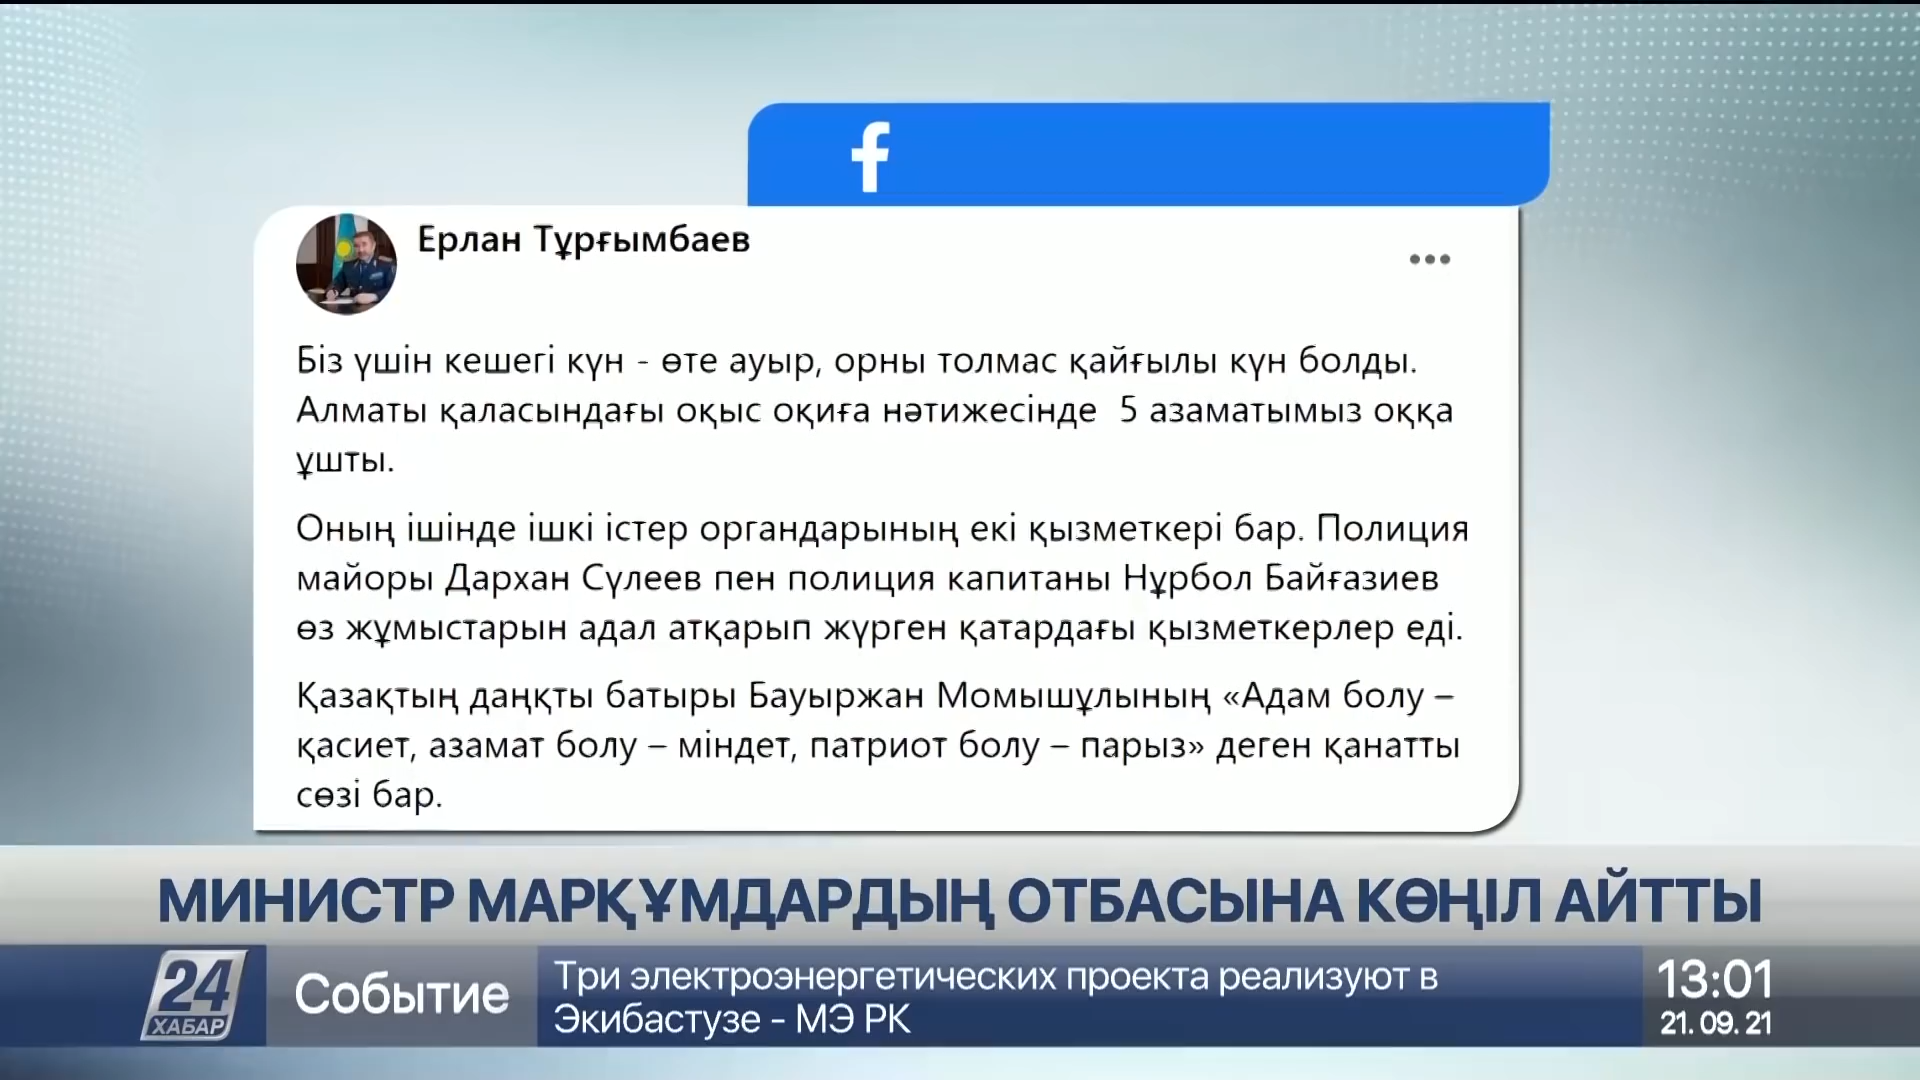 f
Ерлан Тұрғымбаев
Біз үшін кешегі күн - өте ауыр, орны толмас қайғылы күн болды.
Алматы қаласындағы оқыс оқиға нәтижесінде 5 азаматымыз оққа
ұшты.
Оның ішінде ішкі істер органдарының екі қызметкері бар. Полиция
майоры Дархан Сүлеев пен полиция капитаны Нұрбол Байғазиев
өз жұмыстарын адал атқарып жүрген қатардағы қызметкерлер еді.
Қазақтың даңқты батыры Бауыржан Момышұлының «Адам болу –
қасиет, азамат болу – міндет, патриот болу – парыз» деген қанатты
сөзі бар.
МИНИСТР МАРҚҰМДАРДЫҢ ОТБАСЫНА КӨҢІЛ АЙТТЫ
24
ХАБАР
Событие
Три электроэнергетических проекта реализуют в
Экибастузе - МЭ РК
13:01
21. 09. 21